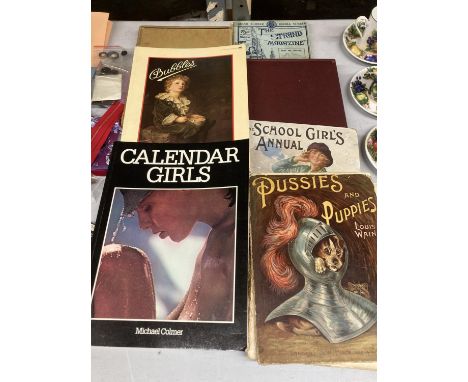 THE STRAND
MAGAZINE
Bubbles
SCHOOL GIRL'S
ANNUAL
CALENDAR
GIRLS
Michael Colmer
PUSSIES AND
PUPPIES
LOUIS
WAIN